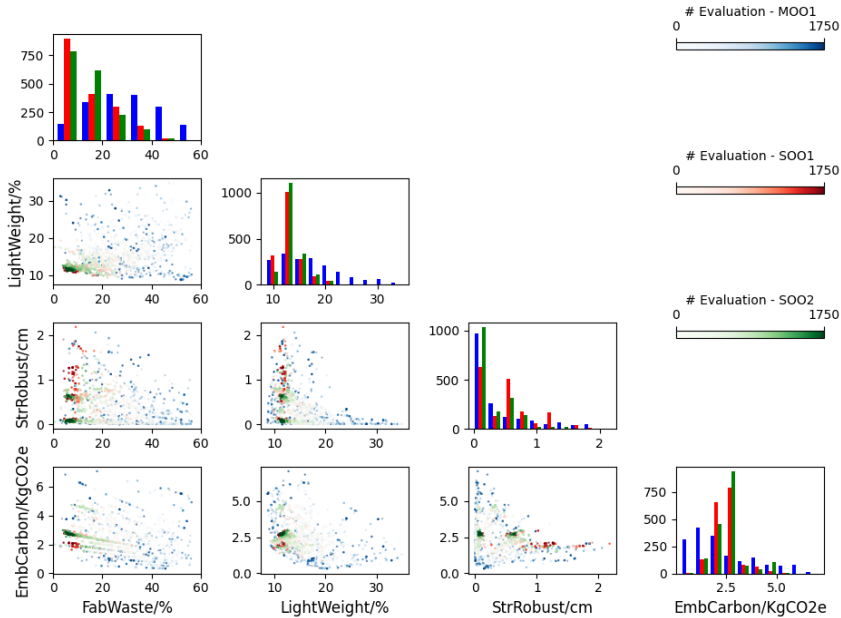 # Evaluation - MOO1
0 1750
750
500
250
0
0 20 40 60
# Evaluation - SOO1
0 1750
LightWeight/%
30
20
10
0 20 40 60
1000
500
0
10 20 30
# Evaluation - SOO2
0 1750
StrRobust/cm
2
1
0
0 20 40 60
2
1
0
10 20 30
1000
500
0
0 1 2
EmbCarbon/KgCO2e
6
4
2
0
0 20 40 60
FabWaste/%
5.0
2.5
0.0
10 20 30
LightWeight/%
5.0
2.5
0.0
0 1 2
StrRobust/cm
750
500
250
0
2.5 5.0
EmbCarbon/KgCO2e